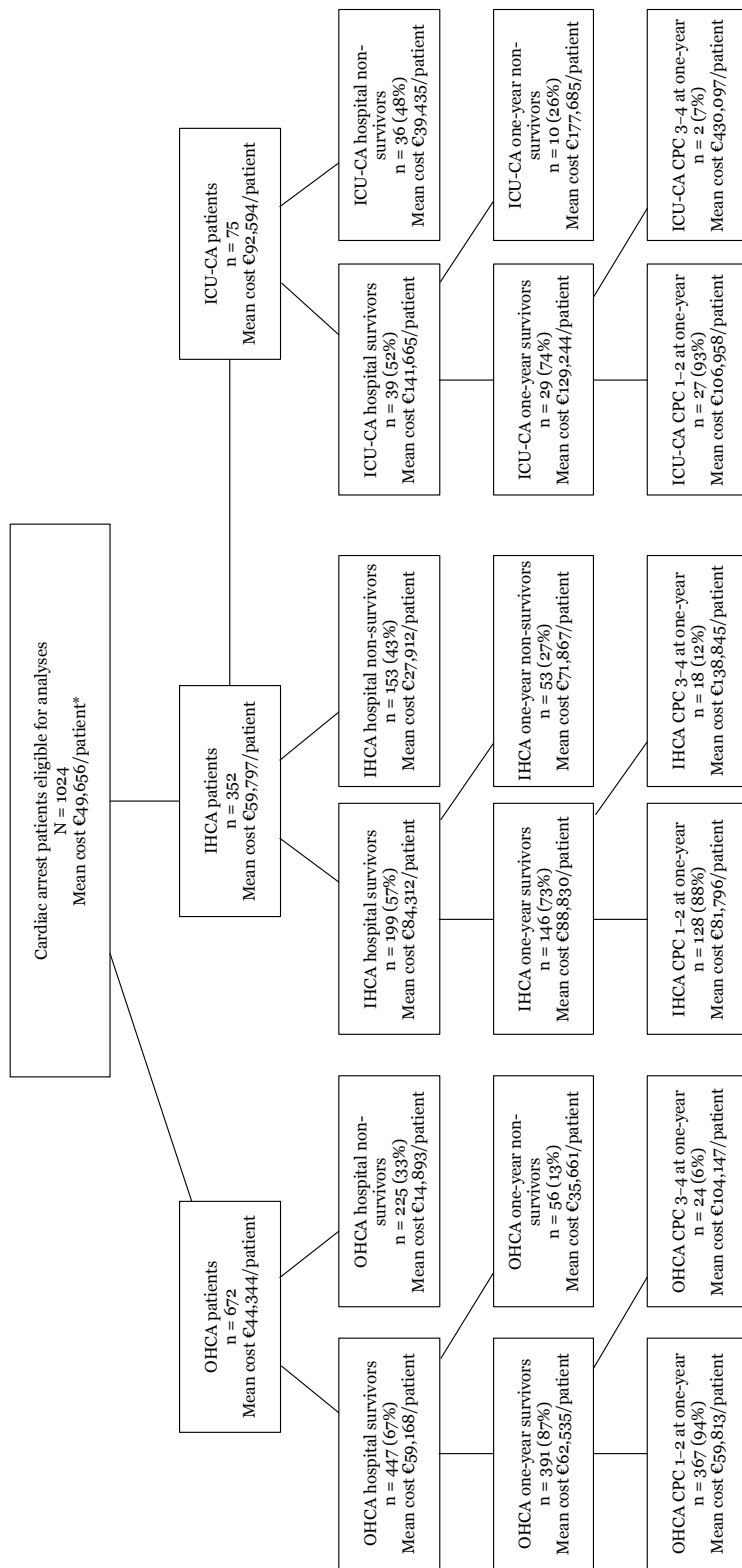 Cardiac arrest patients eligible for analyses
N = 1024
Mean cost €49,656/patient*
OHCA patients
n = 672
Mean cost €44,344/patient
IHCA patients
n = 352
Mean cost €59,797/patient
ICU-CA patients
n = 75
Mean cost €92,594/patient
OHCA hospital survivors
n = 447 (67%)
Mean cost €59,168/patient
OHCA hospital non-
survivors
n = 225 (33%)
Mean cost €14,893/patient
IHCA hospital survivors
n = 199 (57%)
Mean cost €84,312/patient
IHCA hospital non-survivors
n = 153 (43%)
Mean cost €27,912/patient
ICU-CA hospital survivors
n = 39 (52%)
Mean cost €141,665/patient
ICU-CA hospital non-
survivors
n = 36 (48%)
Mean cost €39,435/patient
OHCA one-year survivors
n = 391 (87%)
Mean cost €62,535/patient
OHCA one-year non-
survivors
n = 56 (13%)
Mean cost €35,661/patient
IHCA one-year survivors
n = 146 (73%)
Mean cost €88,830/patient
IHCA one-year non-survivors
n = 53 (27%)
Mean cost €71,867/patient
ICU-CA one-year survivors
n = 29 (74%)
Mean cost €129,244/patient
ICU-CA one-year non-
survivors
n = 10 (26%)
Mean cost €177,685/patient
OHCA CPC 1–2 at one-year
n = 367 (94%)
Mean cost €59,813/patient
OHCA CPC 3–4 at one-year
n = 24 (6%)
Mean cost €104,147/patient
IHCA CPC 1–2 at one-year
n = 128 (88%)
Mean cost €81,796/patient
IHCA CPC 3–4 at one-year
n = 18 (12%)
Mean cost €138,845/patient
ICU-CA CPC 1–2 at one-year
n = 27 (93%)
Mean cost €106,958/patient
ICU-CA CPC 3–4 at one-year
n = 2 (7%)
Mean cost €430,097/patient